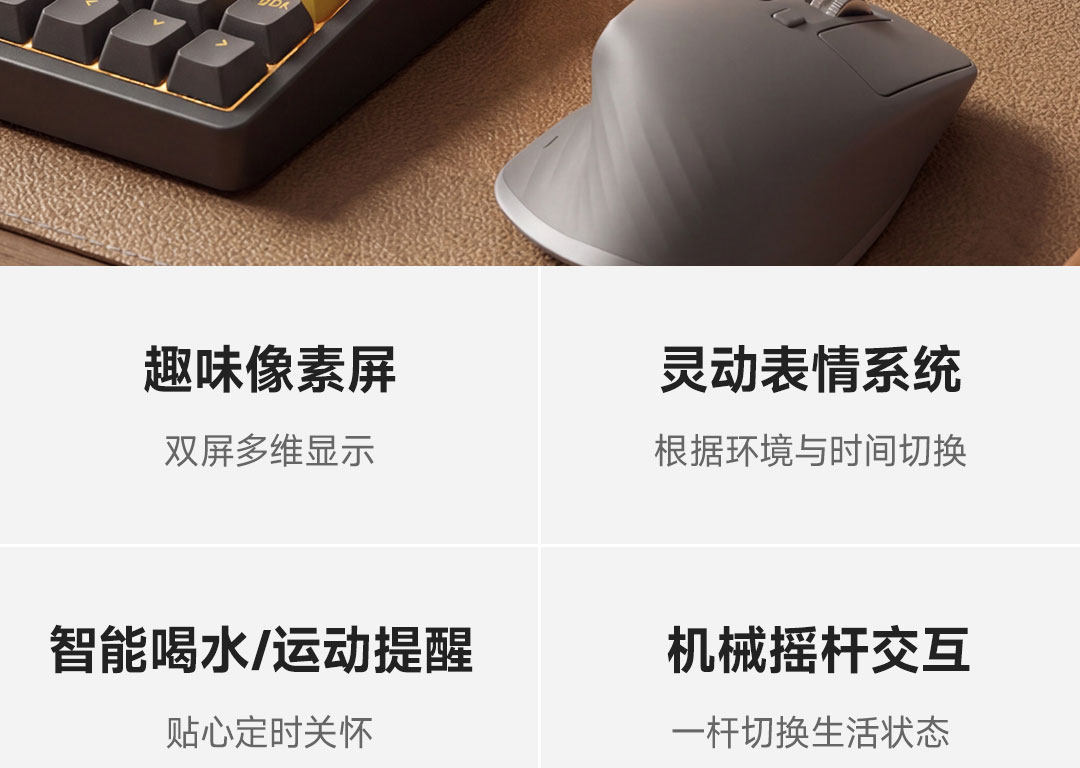 趣味像素屏
双屏多维显示
灵动表情系统
根据环境与时间切换
智能喝水/运动提醒
贴心定时关怀
机械摇杆交互
一杆切换生活状态